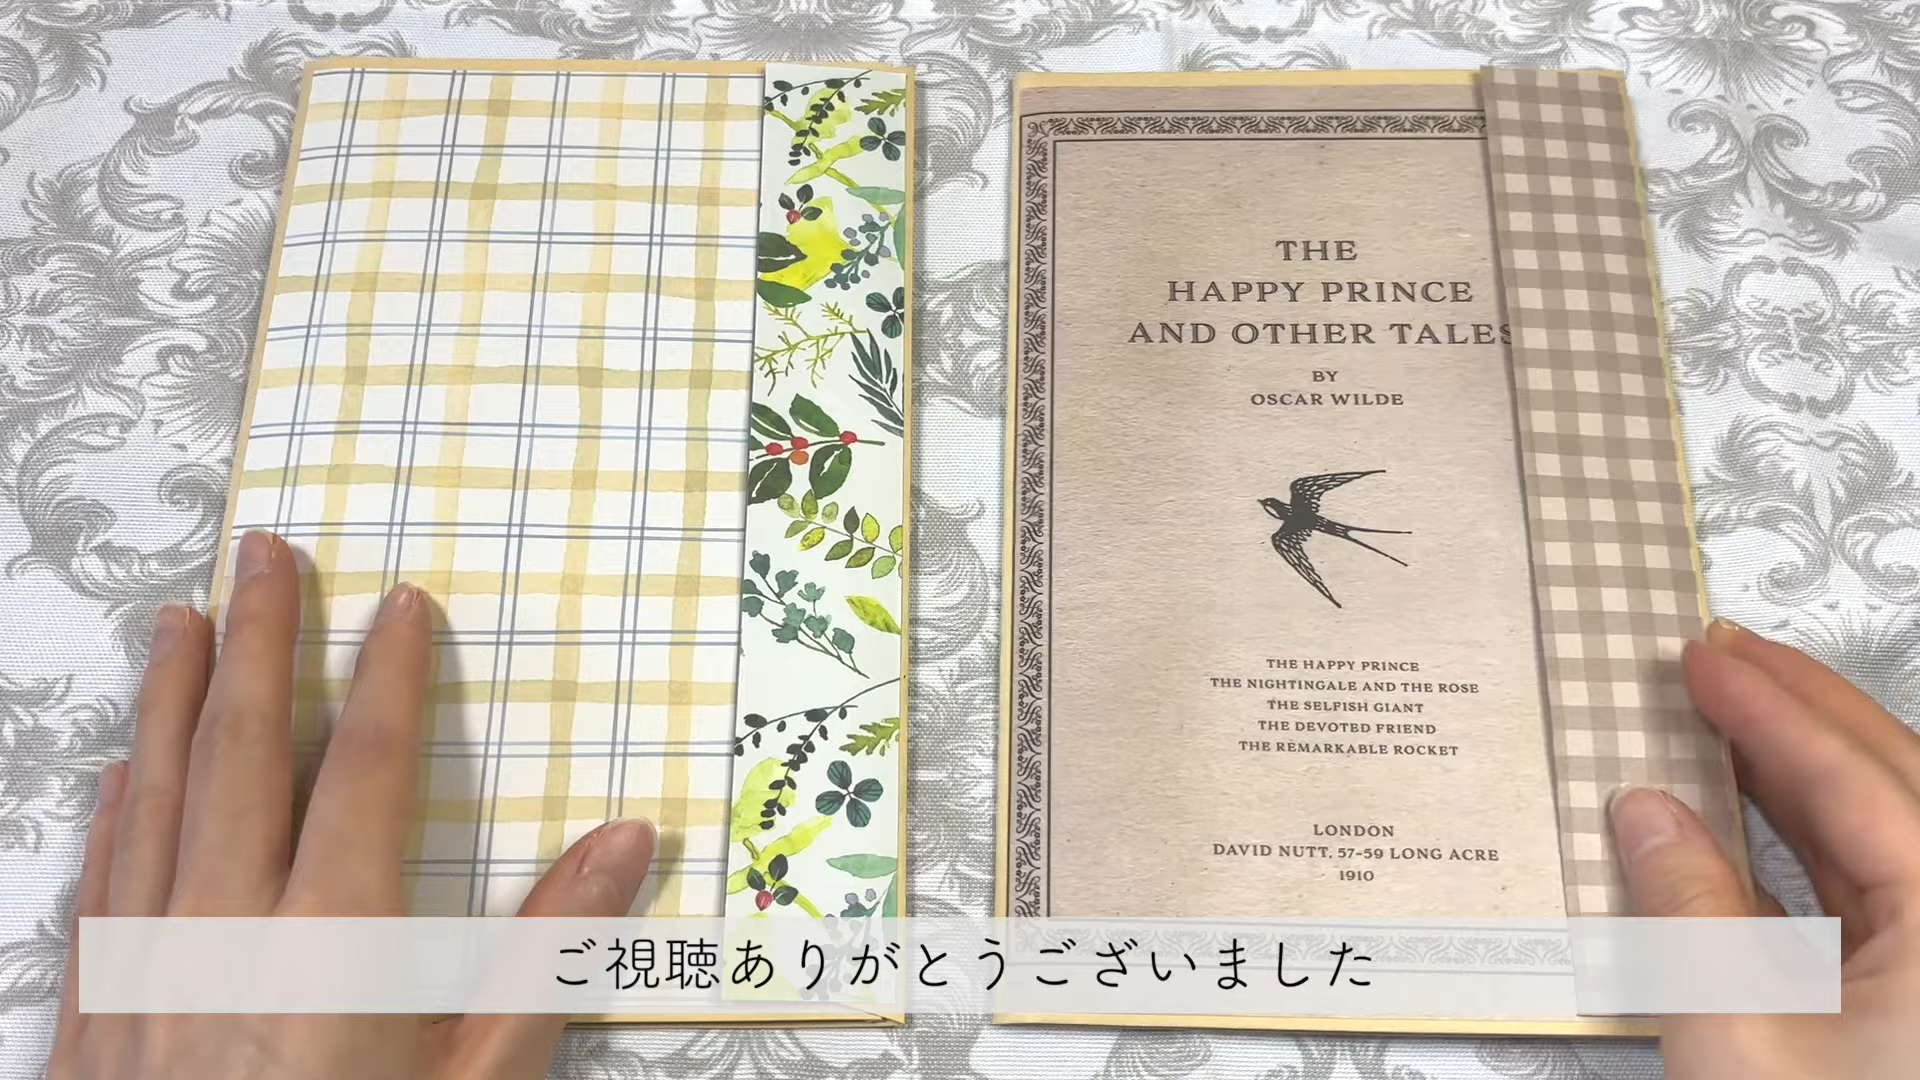 THE
HAPPY PRINCE
AND OTHER TALES
BY
OSCAR WILDE
THE HAPPY PRINCE
THE NIGHTINGALE AND THE ROSE
THE SELFISH GIANT
THE DEVOTED FRIEND
THE REMARKABLE ROCKET
LONDON
DAVID NUTT, 57-59 LONG ACRE
1910
ご視聴ありがとうございました